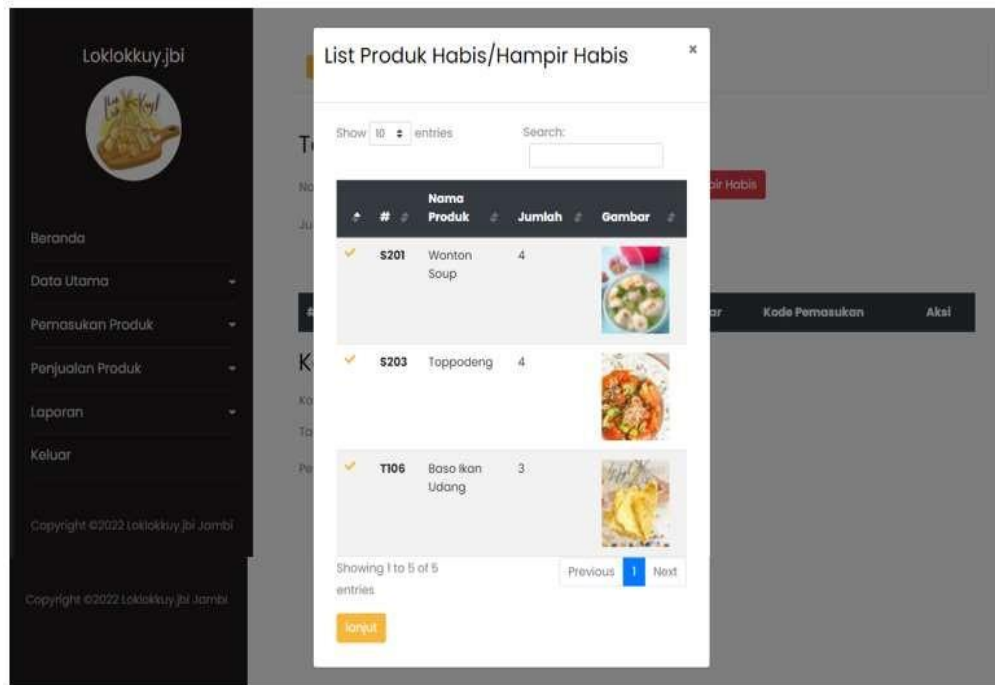 Loklokkuy.jbi
Beranda
Data Utama
Pemasukan Produk
Penjualan Produk
Laporan
Keluar
Copyright ©2022 Loklokkuy.jbi Jambi
Copyright ©2022 Loklokkuy.jbi Jambi
List Produk Habis/Hampir Habis
×
Show 10 entries
Search:
# Nama Produk Jumlah Gambar
S201 Wonton Soup 4
S203 Toppodeng 4
T106 Baso Ikan Udang 3
Showing 1 to 5 of 5 entries
Previous 1 Next
lanjut
Habis
# Kode Pemasukan Aksi